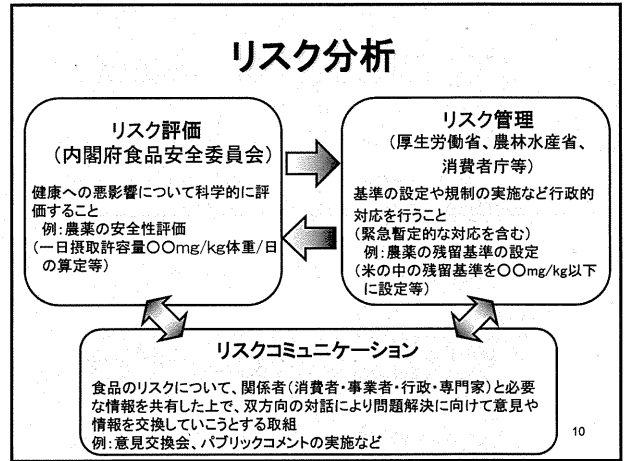 リスク分析
リスク評価
（内閣府食品安全委員会）
健康への悪影響について科学的に評
価すること
例：農薬の安全性評価
（一日摂取許容量〇〇mg/kg体重/日
の算定等）
リスク管理
（厚生労働省、農林水産省、
消費者庁等）
基準の設定や規制の実施など行政的
対応を行うこと
（緊急暫定的な対応を含む）
例：農薬の残留基準の設定
（米の中の残留基準を〇〇mg/kg以下
に設定等）
リスクコミュニケーション
食品のリスクについて、関係者（消費者・事業者・行政・専門家）と必要
な情報を共有した上で、双方向の対話により問題解決に向けて意見や
情報を交換していこうとする取組
例：意見交換会、パブリックコメントの実施など
10